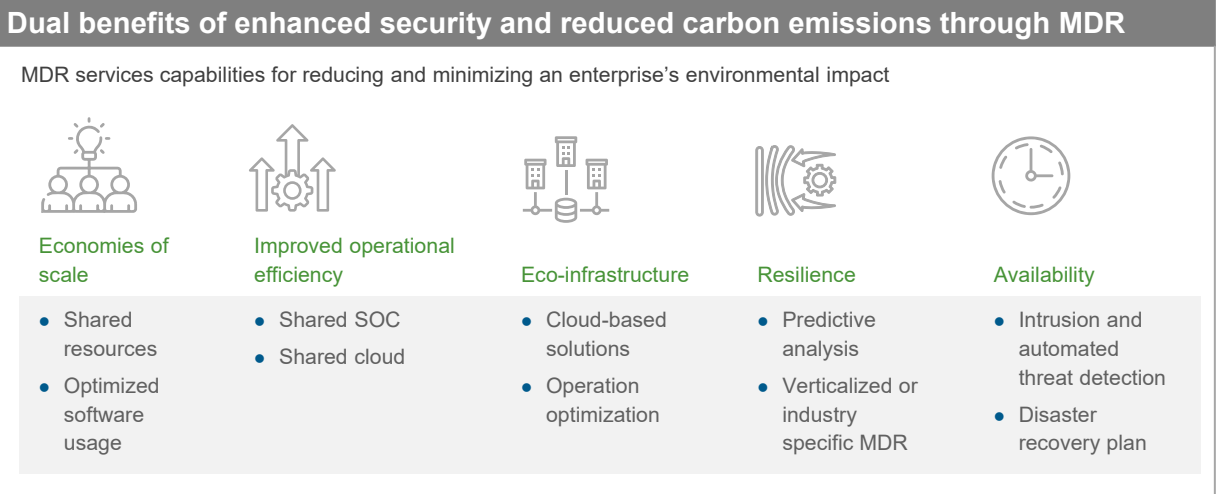 Dual benefits of enhanced security and reduced carbon emissions through MDR
MDR services capabilities for reducing and minimizing an enterprise's environmental impact
Economies of
scale
● Shared
resources
● Optimized
software
usage
Improved operational
efficiency
● Shared SOC
● Shared cloud
Eco-infrastructure
● Cloud-based
solutions
● Operation
optimization
Resilience
● Predictive
analysis
● Verticalized or
industry
specific MDR
Availability
● Intrusion and
automated
threat detection
● Disaster
recovery plan